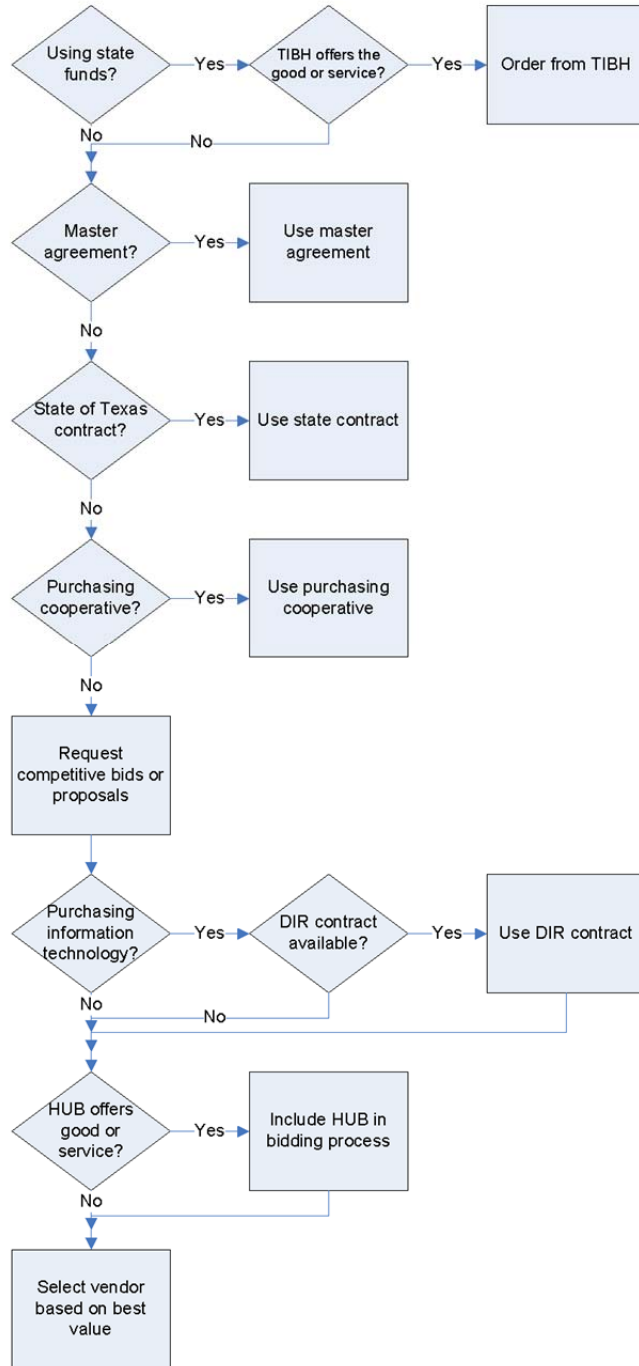 Using state
funds?
Yes
TIBH offers the
good or service?
Yes
Order from TIBH
No
No
Master
agreement?
Yes
Use master
agreement
No
State of Texas
contract?
Yes
Use state contract
No
Purchasing
cooperative?
Yes
Use purchasing
cooperative
No
Request
competitive bids or
proposals
Purchasing
information
technology?
Yes
DIR contract
available?
Yes
Use DIR contract
No
No
HUB offers
good or
service?
Yes
Include HUB in
bidding process
No
Select vendor
based on best
value